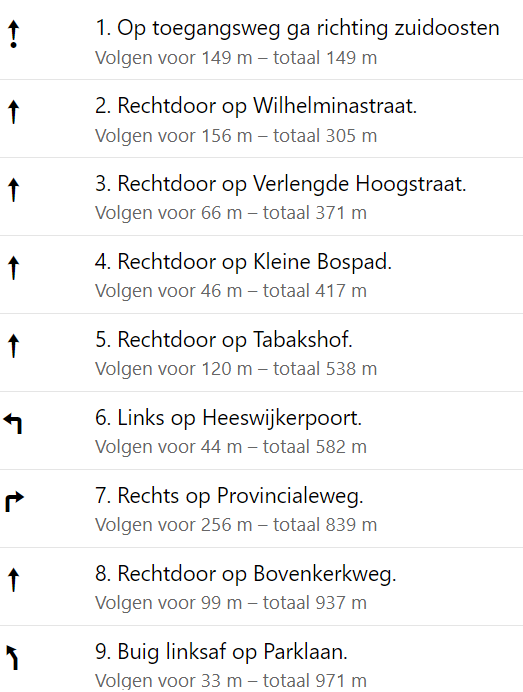 1. Op toegangsweg ga richting zuidoosten
Volgen voor 149 m – totaal 149 m
2. Rechtdoor op Wilhelminastraat.
Volgen voor 156 m – totaal 305 m
3. Rechtdoor op Verlengde Hoogstraat.
Volgen voor 66 m – totaal 371 m
4. Rechtdoor op Kleine Bospad.
Volgen voor 46 m – totaal 417 m
5. Rechtdoor op Tabakshof.
Volgen voor 120 m – totaal 538 m
6. Links op Heeswijkerpoort.
Volgen voor 44 m – totaal 582 m
7. Rechts op Provincialeweg.
Volgen voor 256 m – totaal 839 m
8. Rechtdoor op Bovenkerkweg.
Volgen voor 99 m – totaal 937 m
9. Buig linksaf op Parklaan.
Volgen voor 33 m – totaal 971 m